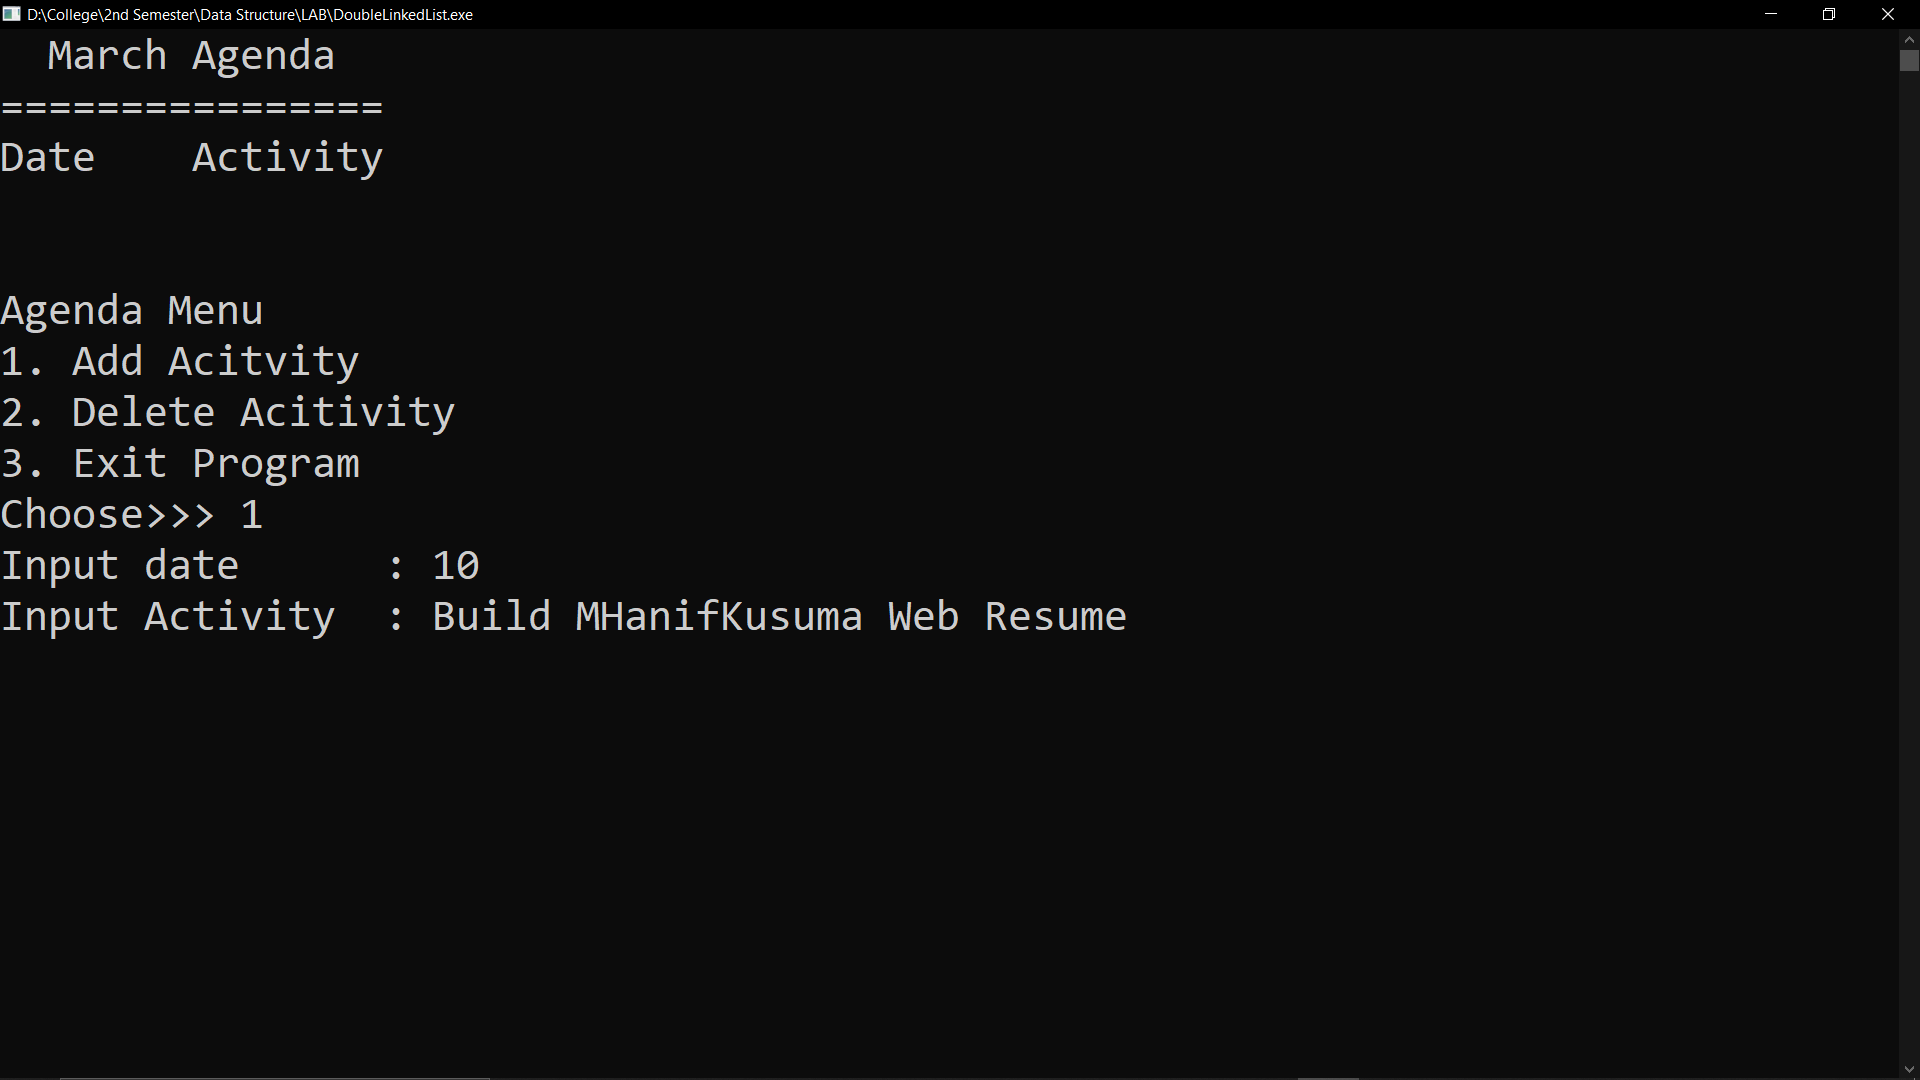 D:\College\2nd Semester\Data Structure\LAB\DoubleLinkedList.exe
March Agenda
================
Date    Activity
Agenda Menu
1. Add Acitvity
2. Delete Acitivity
3. Exit Program
Choose>>> 1
Input date      : 10
Input Activity  : Build MHanifKusuma Web Resume